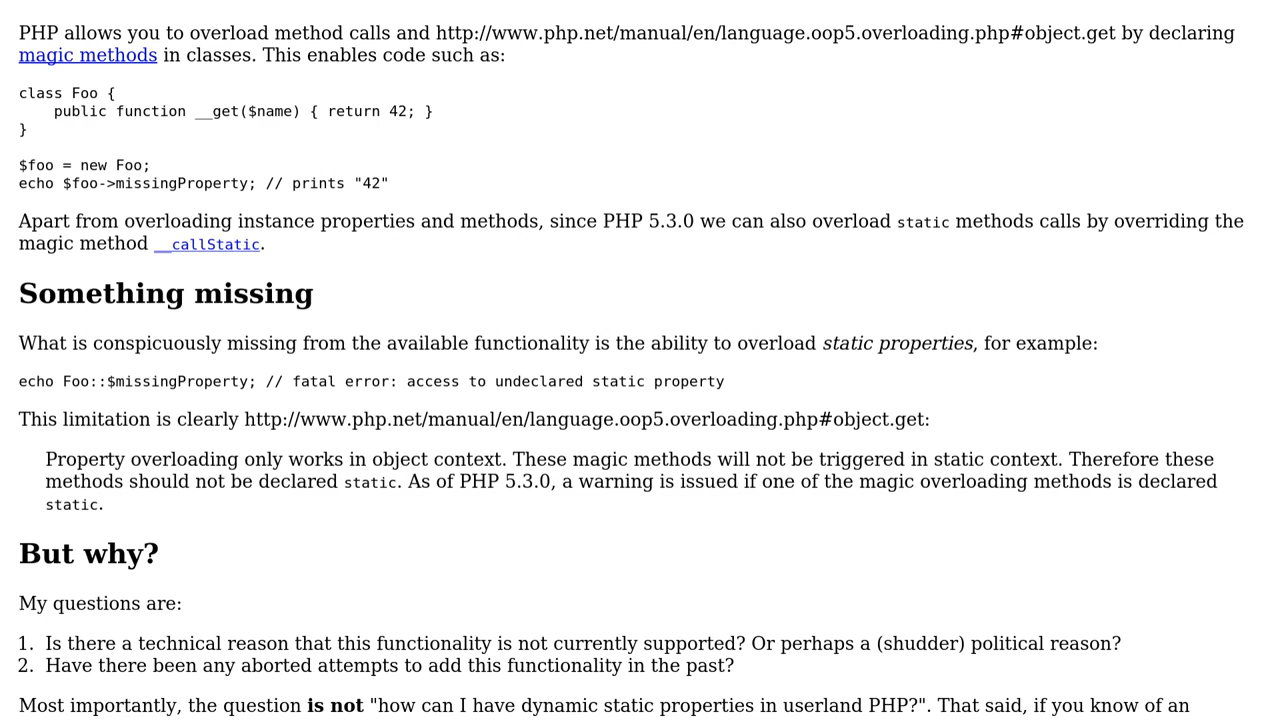 PHP allows you to overload method calls and http://www.php.net/manual/en/language.oop5.overloading.php#object.get by declaring
magic methods in classes. This enables code such as:
class Foo {
    public function __get($name) { return 42; }
}
$foo = new Foo;
echo $foo->missingProperty; // prints "42"
Apart from overloading instance properties and methods, since PHP 5.3.0 we can also overload static methods calls by overriding the
magic method __callStatic.
Something missing
What is conspicuously missing from the available functionality is the ability to overload static properties, for example:
echo Foo::$missingProperty; // fatal error: access to undeclared static property
This limitation is clearly http://www.php.net/manual/en/language.oop5.overloading.php#object.get:
Property overloading only works in object context. These magic methods will not be triggered in static context. Therefore these
methods should not be declared static. As of PHP 5.3.0, a warning is issued if one of the magic overloading methods is declared
static.
But why?
My questions are:
1. Is there a technical reason that this functionality is not currently supported? Or perhaps a (shudder) political reason?
2. Have there been any aborted attempts to add this functionality in the past?
Most importantly, the question is not "how can I have dynamic static properties in userland PHP?". That said, if you know of an